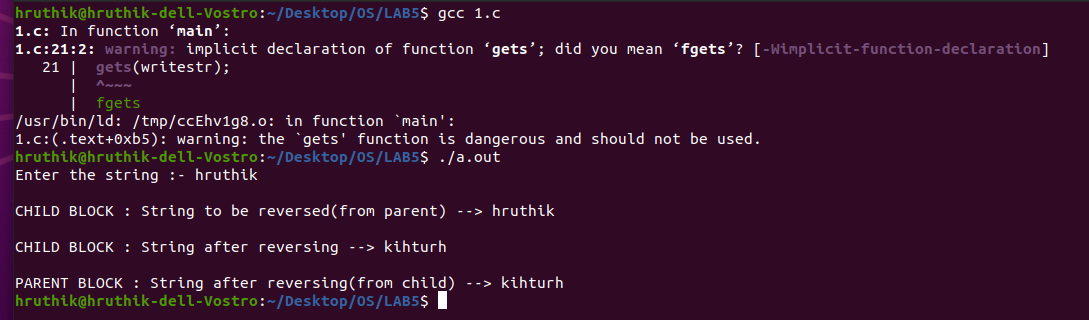 hruthik@hruthik-dell-Vostro:~/Desktop/OS/LAB5$ gcc 1.c
1.c: In function ‘main’:
1.c:21:2: warning: implicit declaration of function ‘gets’; did you mean ‘fgets’? [-Wimplicit-function-declaration]
   21 |  gets(writestr);
      |  ^~~~
      |  fgets
/usr/bin/ld: /tmp/ccEhv1g8.o: in function `main':
1.c:(.text+0xb5): warning: the `gets' function is dangerous and should not be used.
hruthik@hruthik-dell-Vostro:~/Desktop/OS/LAB5$ ./a.out
Enter the string :- hruthik
CHILD BLOCK : String to be reversed(from parent) --> hruthik
CHILD BLOCK : String after reversing --> kihturh
PARENT BLOCK : String after reversing(from child) --> kihturh
hruthik@hruthik-dell-Vostro:~/Desktop/OS/LAB5$